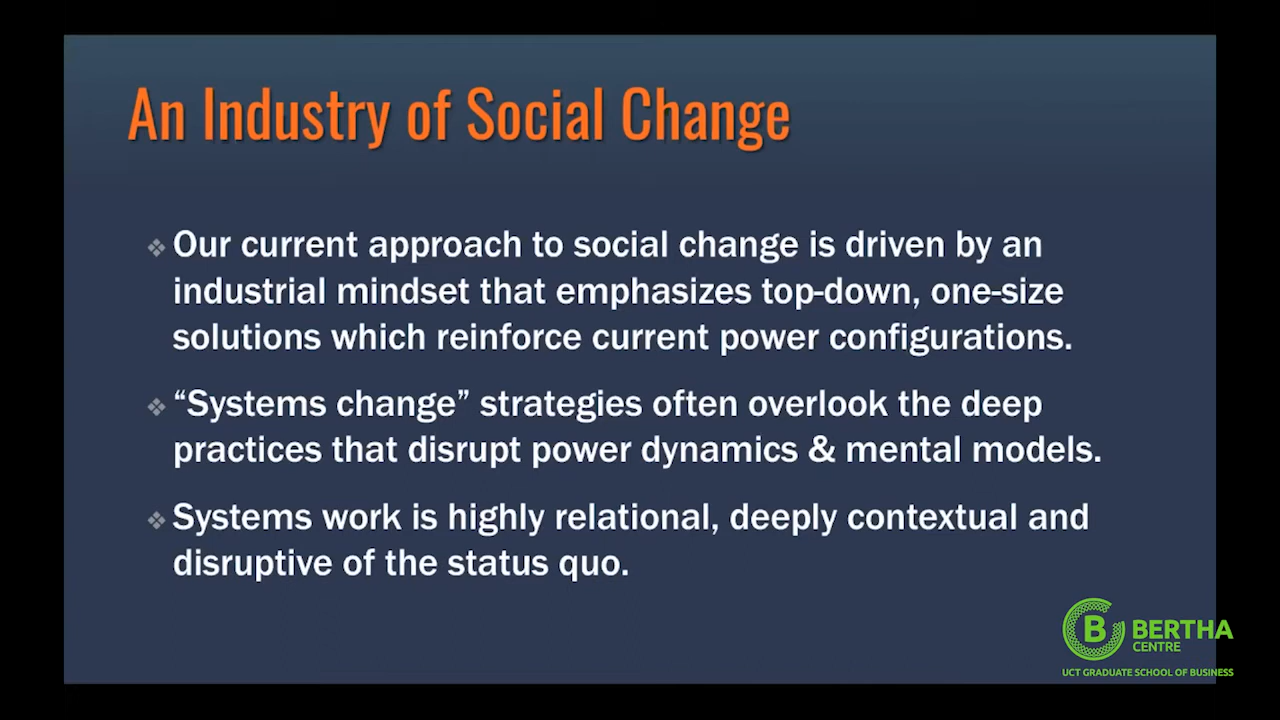 An Industry of Social Change
❖ Our current approach to social change is driven by an
industrial mindset that emphasizes top-down, one-size
solutions which reinforce current power configurations.
❖ “Systems change” strategies often overlook the deep
practices that disrupt power dynamics & mental models.
❖ Systems work is highly relational, deeply contextual and
disruptive of the status quo.
B BERTHA
CENTRE
UCT GRADUATE SCHOOL OF BUSINESS